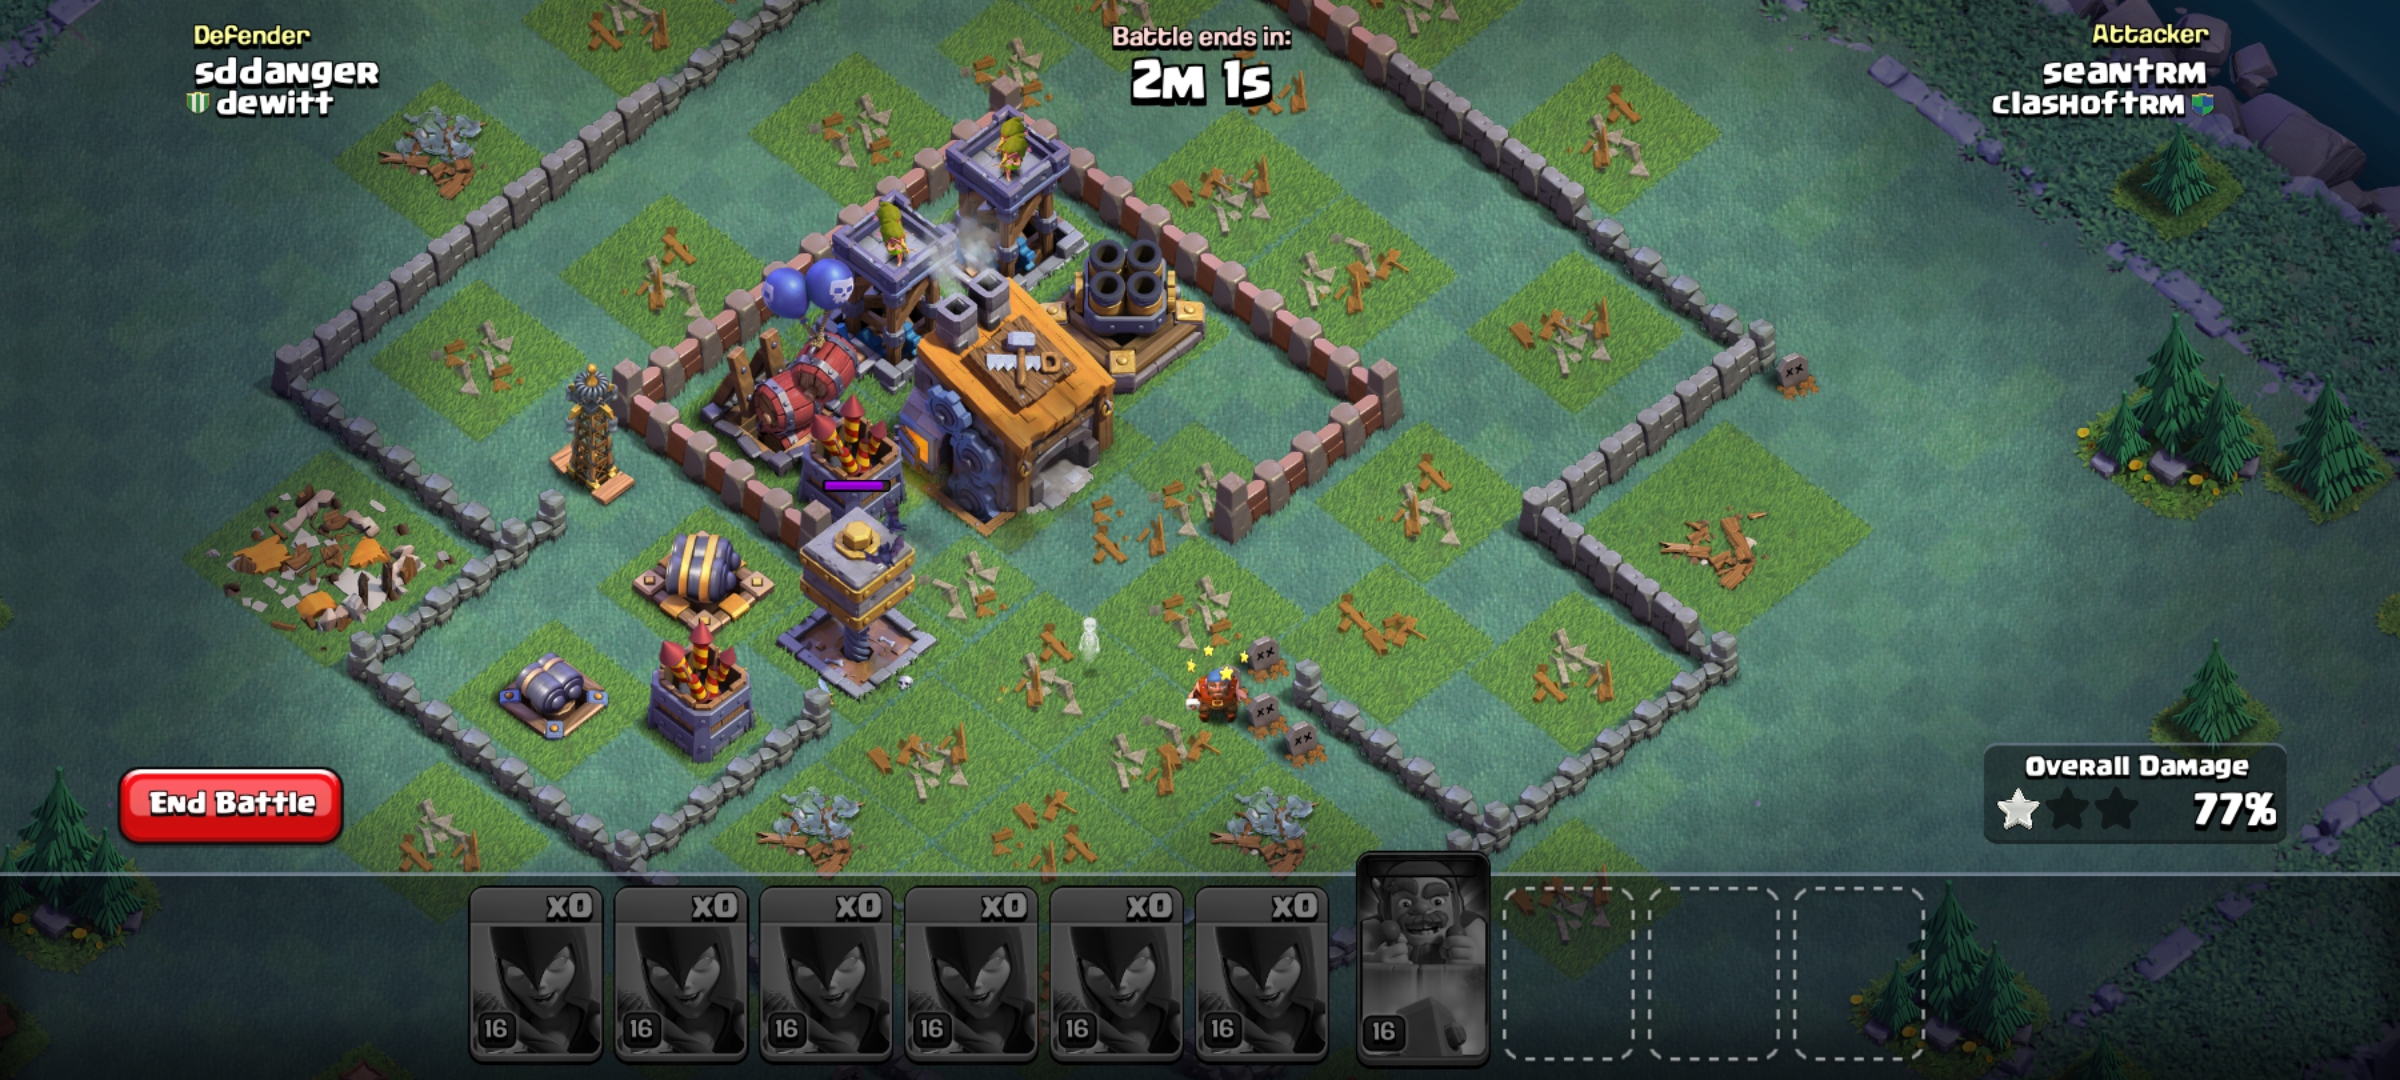 Defender
sddanger
dewitt
Battle ends in:
2M 1s
Attacker
seantRM
clashoftRM
End Battle
Overall Damage
77%
x0
x0
x0
x0
x0
x0
16
16
16
16
16
16
16